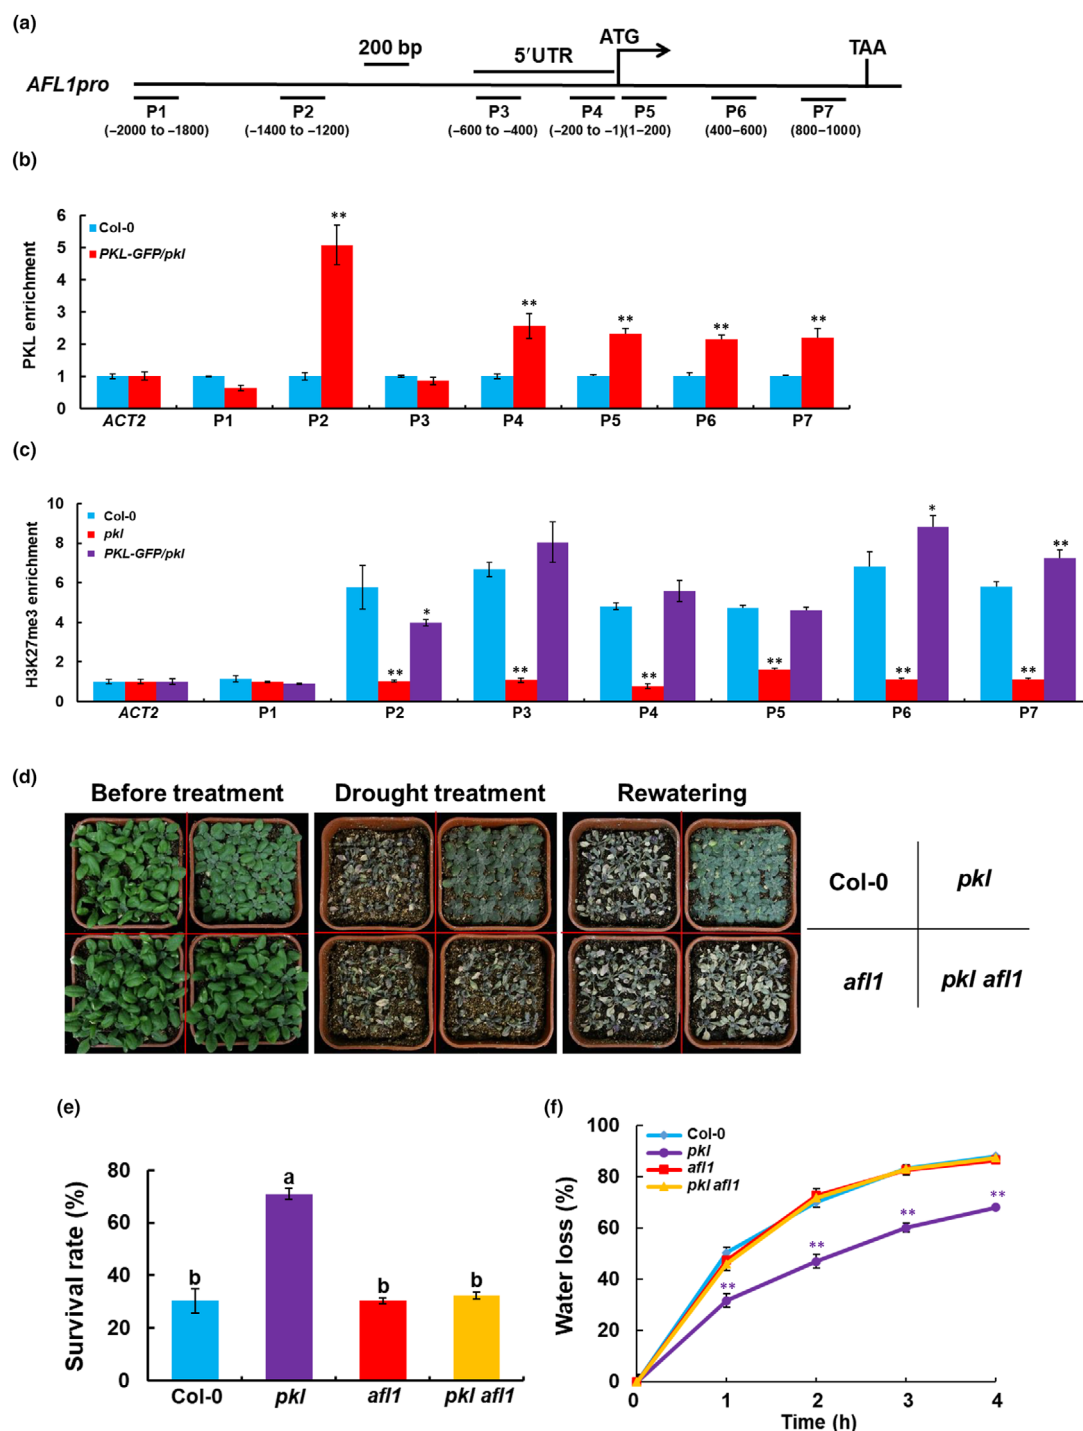 (a)
200 bp
5′UTR
ATG
TAA
AFL1pro
P1
(–2000 to –1800)
P2
(–1400 to –1200)
P3
(–600 to –400)
P4
(–200 to –1)
P5
(1–200)
P6
(400–600)
P7
(800–1000)
(b)
PKL enrichment
6
5
4
3
2
1
0
Col-0
PKL-GFP/pkl
**
**
**
**
**
ACT2
P1
P2
P3
P4
P5
P6
P7
(c)
H3K27me3 enrichment
10
8
6
4
2
0
Col-0
pkl
PKL-GFP/pkl
**
*
**
**
**
**
*
**
**
ACT2
P1
P2
P3
P4
P5
P6
P7
(d)
Before treatment
Drought treatment
Rewatering
Col-0
pkl
afl1
pkl afl1
(e)
Survival rate (%)
80
60
40
20
0
b
a
b
b
Col-0
pkl
afl1
pkl afl1
(f)
Water loss (%)
100
80
60
40
20
0
Col-0
pkl
afl1
pkl afl1
**
**
**
**
0
1
2
3
4
Time (h)